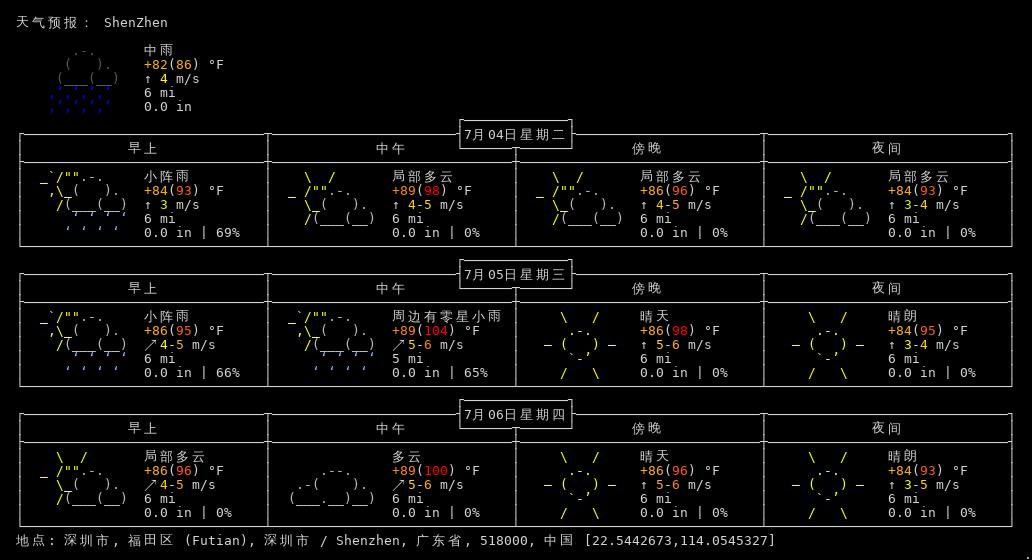 天气预报： ShenZhen
中雨
+82(86) °F
↑ 4 m/s
6 mi
0.0 in
7月04日星期二
早上 中午 傍晚 夜间
小阵雨 局部多云 局部多云 局部多云
+84(93) °F +89(98) °F +86(96) °F +84(93) °F
↑ 3 m/s ↑ 4-5 m/s ↑ 4-5 m/s ↑ 3-4 m/s
6 mi 6 mi 6 mi 6 mi
0.0 in | 69% 0.0 in | 0% 0.0 in | 0% 0.0 in | 0%
7月05日星期三
早上 中午 傍晚 夜间
小阵雨 周边有零星小雨 晴天 晴朗
+86(95) °F +89(104) °F +86(98) °F +84(95) °F
↗ 4-5 m/s ↗ 5-6 m/s ↑ 5-6 m/s ↑ 3-4 m/s
6 mi 5 mi 6 mi 6 mi
0.0 in | 66% 0.0 in | 65% 0.0 in | 0% 0.0 in | 0%
7月06日星期四
早上 中午 傍晚 夜间
局部多云 多云 晴天 晴朗
+86(96) °F +89(100) °F +86(96) °F +84(93) °F
↗ 4-5 m/s ↗ 5-6 m/s ↑ 5-6 m/s ↑ 3-5 m/s
6 mi 6 mi 6 mi 6 mi
0.0 in | 0% 0.0 in | 0% 0.0 in | 0% 0.0 in | 0%
地点: 深圳市, 福田区 (Futian), 深圳市 / Shenzhen, 广东省, 518000, 中国 [22.5442673,114.0545327]